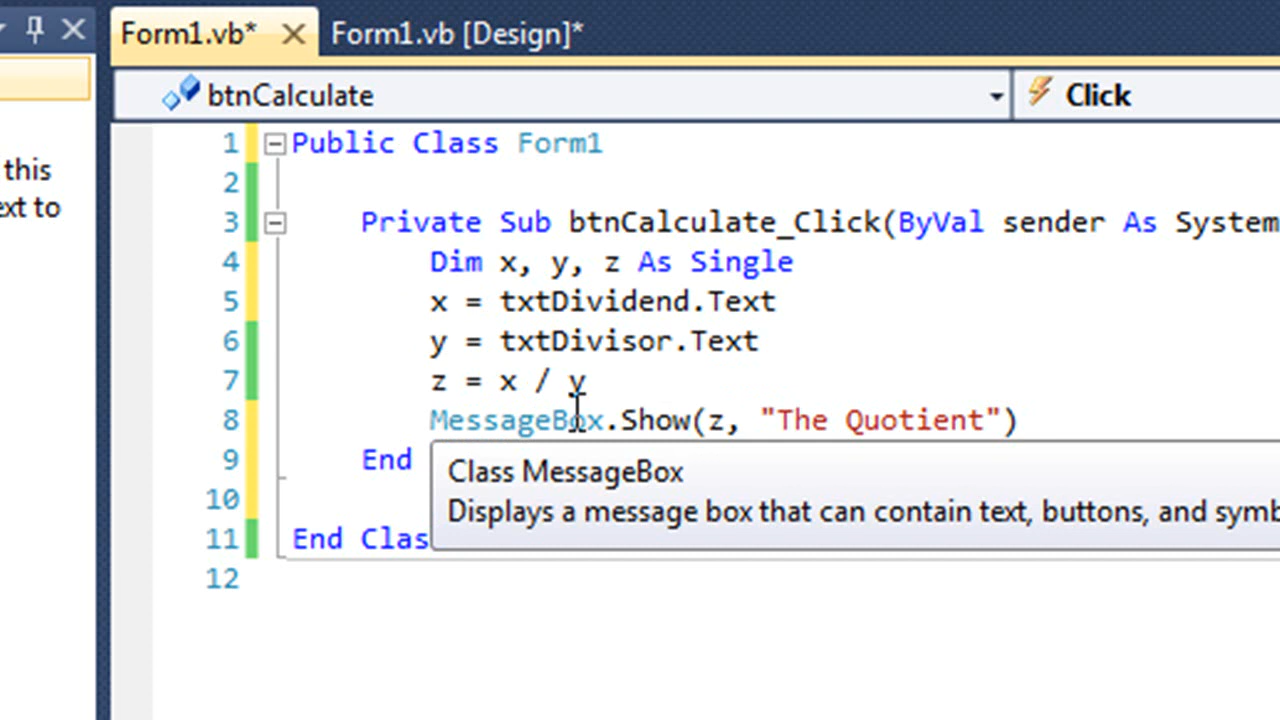 Form1.vb*
Form1.vb [Design]*
btnCalculate
Click
this
ext to
1 Public Class Form1
2
3 Private Sub btnCalculate_Click(ByVal sender As System
4 Dim x, y, z As Single
5 x = txtDividend.Text
6 y = txtDivisor.Text
7 z = x / y
8 MessageBox.Show(z, "The Quotient")
9 End
10
11 End Clas
12
Class MessageBox
Displays a message box that can contain text, buttons, and symb